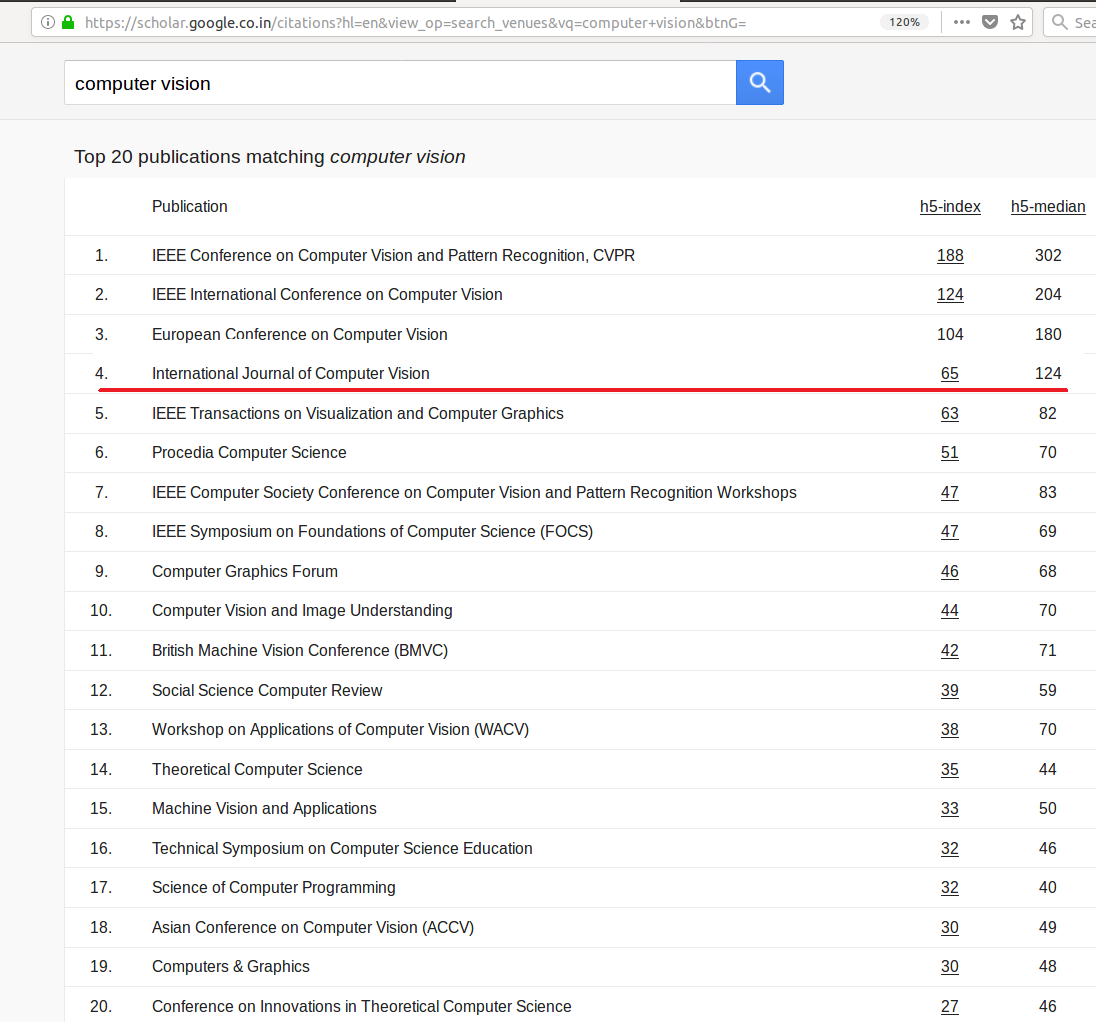 https://scholar.google.co.in/citations?hl=en&view_op=search_venues&vq=computer+vision&btnG= 120%
computer vision
Top 20 publications matching computer vision
Publication h5-index h5-median
1. IEEE Conference on Computer Vision and Pattern Recognition, CVPR 188 302
2. IEEE International Conference on Computer Vision 124 204
3. European Conference on Computer Vision 104 180
4. International Journal of Computer Vision 65 124
5. IEEE Transactions on Visualization and Computer Graphics 63 82
6. Procedia Computer Science 51 70
7. IEEE Computer Society Conference on Computer Vision and Pattern Recognition Workshops 47 83
8. IEEE Symposium on Foundations of Computer Science (FOCS) 47 69
9. Computer Graphics Forum 46 68
10. Computer Vision and Image Understanding 44 70
11. British Machine Vision Conference (BMVC) 42 71
12. Social Science Computer Review 39 59
13. Workshop on Applications of Computer Vision (WACV) 38 70
14. Theoretical Computer Science 35 44
15. Machine Vision and Applications 33 50
16. Technical Symposium on Computer Science Education 32 46
17. Science of Computer Programming 32 40
18. Asian Conference on Computer Vision (ACCV) 30 49
19. Computers & Graphics 30 48
20. Conference on Innovations in Theoretical Computer Science 27 46